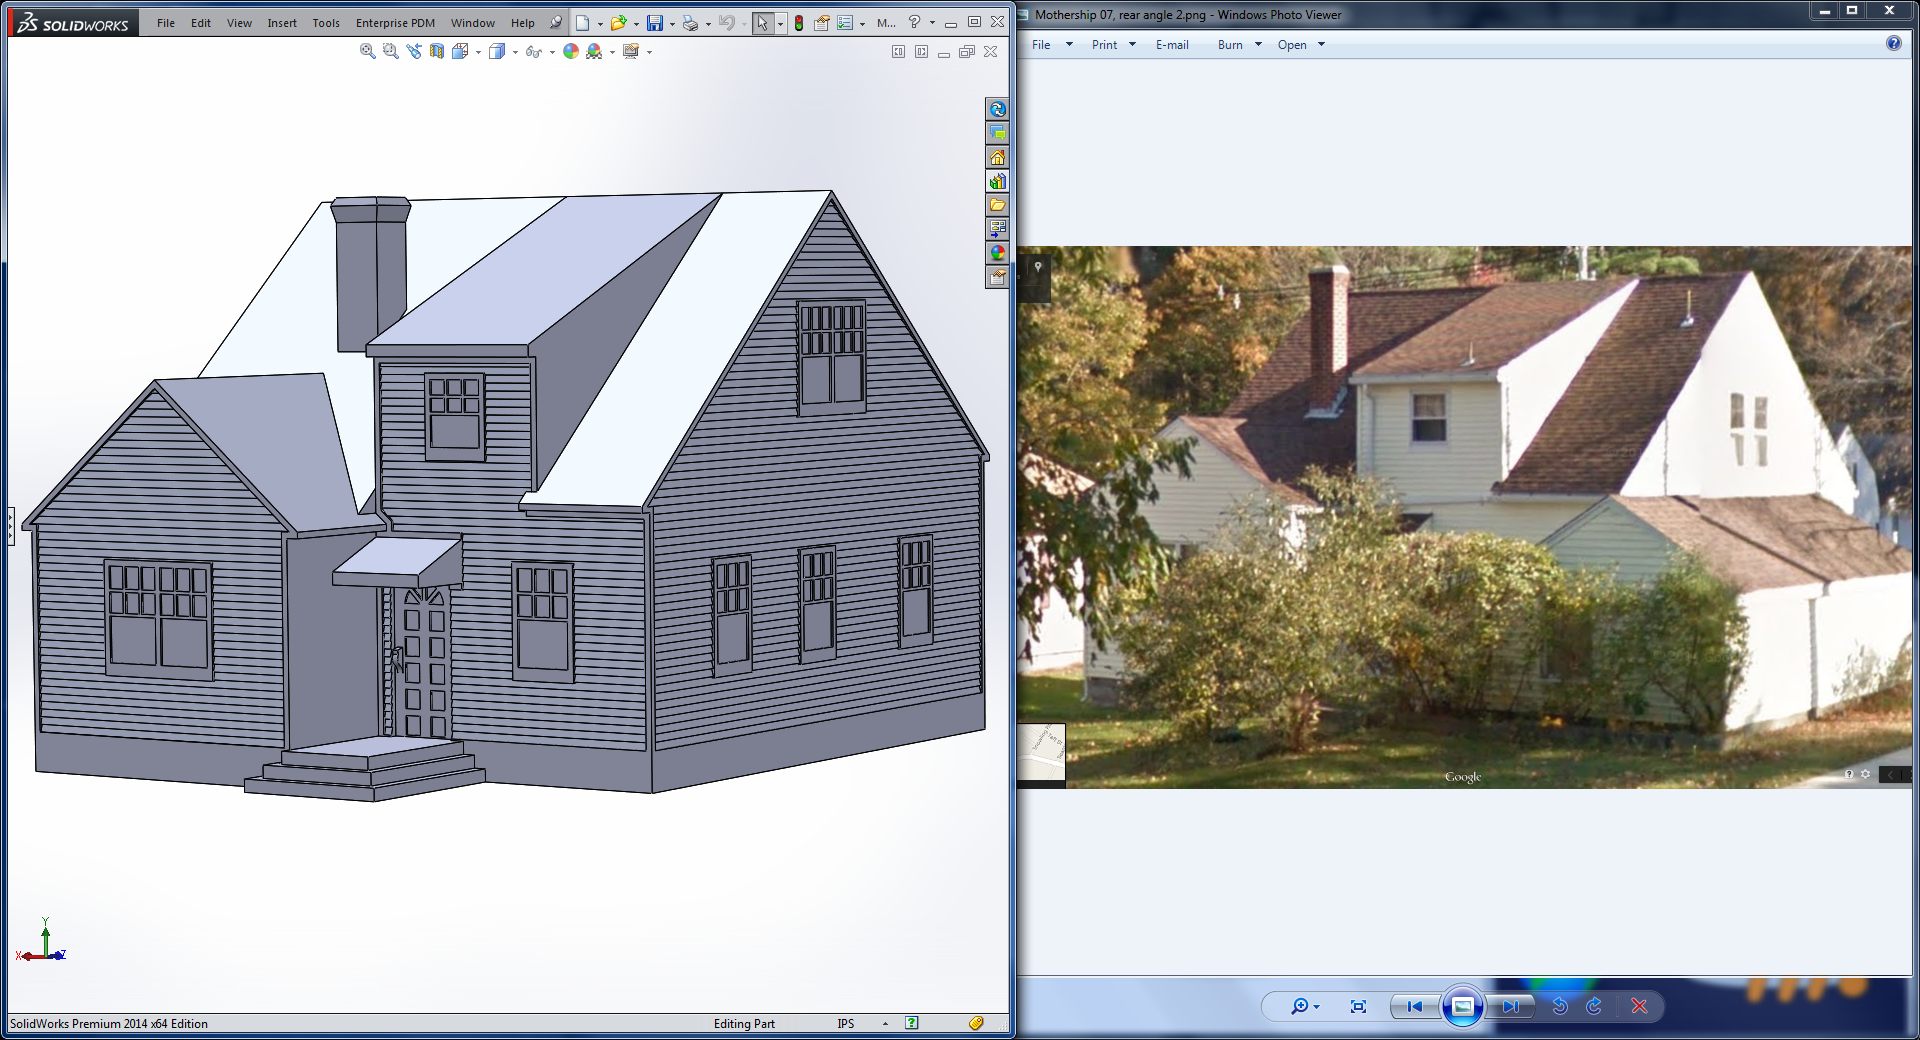 SOLIDWORKS File Edit View Insert Tools Enterprise PDM Window Help M...
SolidWorks Premium 2014 x64 Edition Editing Part IPS
Y
X Z
Mothership 07, rear angle 2.png - Windows Photo Viewer
File Print E-mail Burn Open
Google